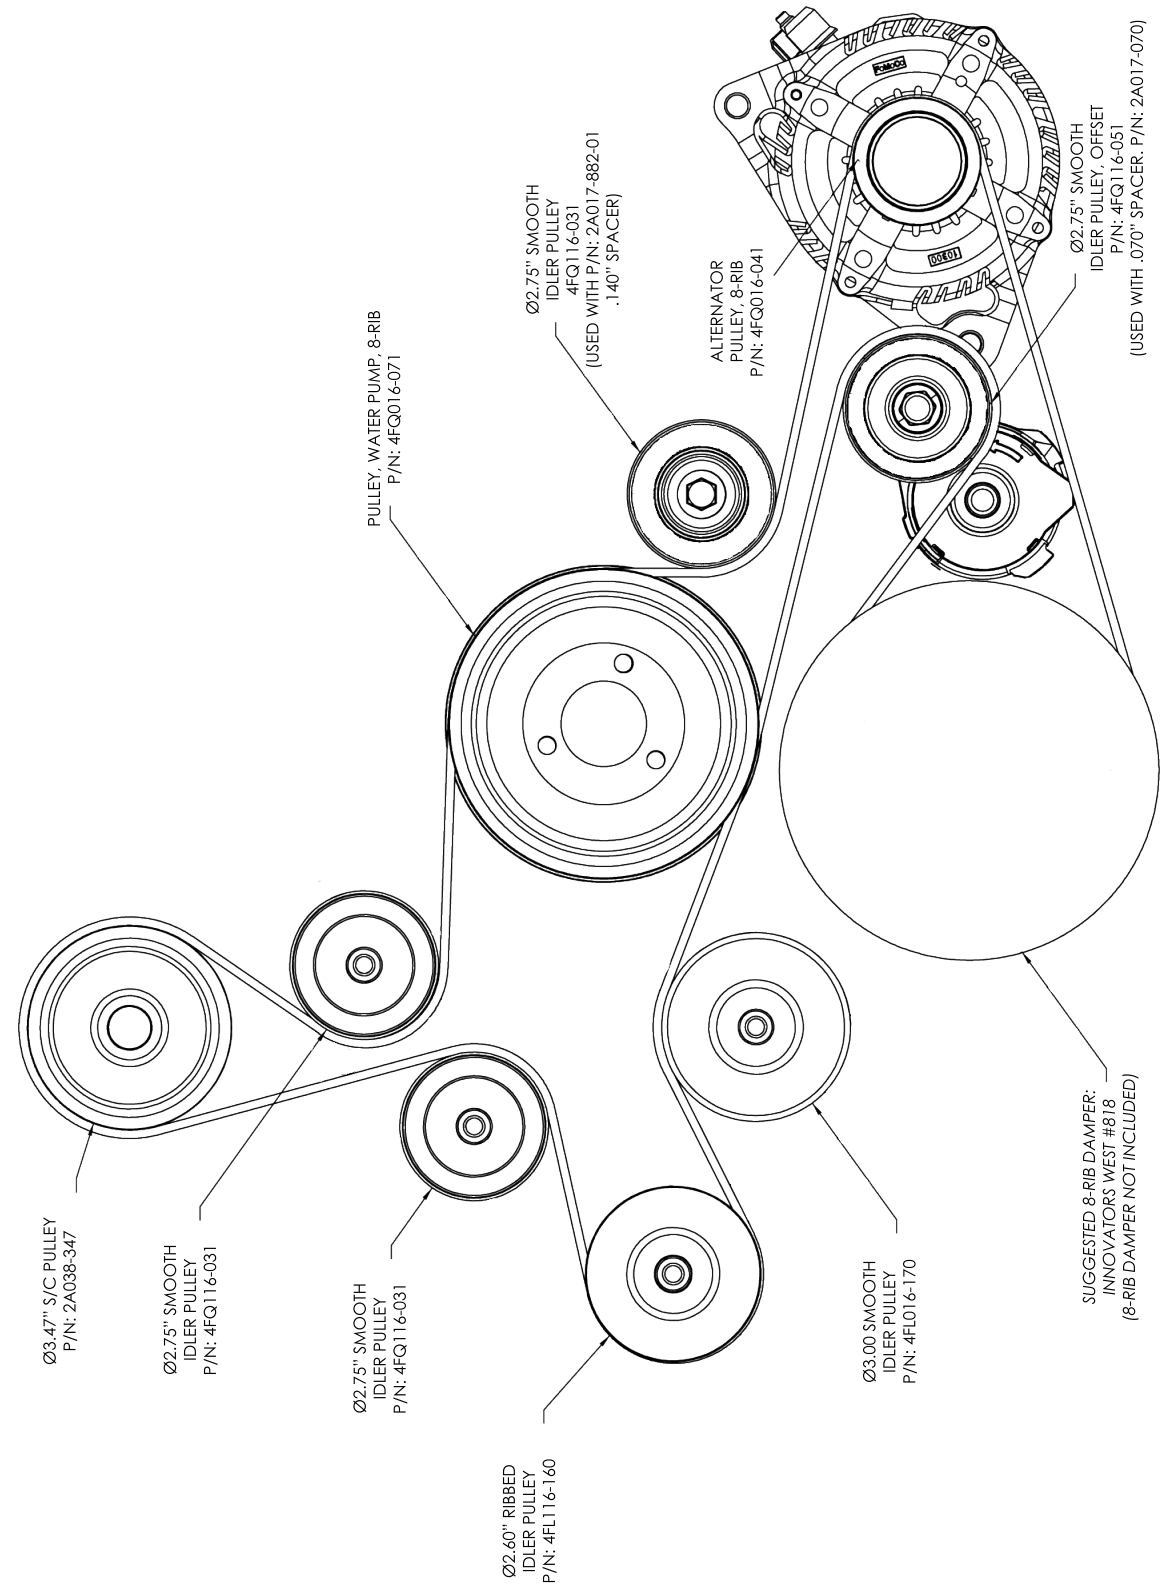 Ø3.47" S/C PULLEY
P/N: 2A038-347
Ø2.75" SMOOTH
IDLER PULLEY
P/N: 4FQ116-031
Ø2.75" SMOOTH
IDLER PULLEY
P/N: 4FQ116-031
Ø2.60" RIBBED
IDLER PULLEY
P/N: 4FL116-160
Ø3.00 SMOOTH
IDLER PULLEY
P/N: 4FL016-170
SUGGESTED 8-RIB DAMPER:
INNOVATORS WEST #818
(8-RIB DAMPER NOT INCLUDED)
PULLEY, WATER PUMP, 8-RIB
P/N: 4FQ016-071
Ø2.75" SMOOTH
IDLER PULLEY
4FQ116-031
(USED WITH P/N: 2A017-882-01
.140" SPACER)
ALTERNATOR
PULLEY, 8-RIB
P/N: 4FQ016-041
Ø2.75" SMOOTH
IDLER PULLEY, OFFSET
P/N: 4FQ116-051
(USED WITH .070" SPACER. P/N: 2A017-070)
FoMoCo
10300